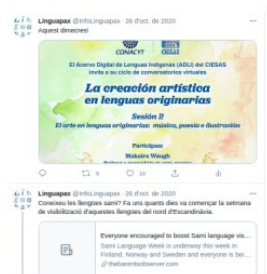 Linguapax @InfoLinguapax · 26 d'oct. de 2020
Aquest dimecres!
CONACYT
CIESAS
El Acervo Digital de Lenguas Indígenas (ADLI) del CIESAS
invita a su ciclo de conversatorios virtuales
La creación artística
en lenguas originarias
Sesión 2
El arte en lenguas originarias: música, poesía e ilustración
Participan:
Makaira Waugh
5
10
Linguapax @InfoLinguapax · 26 d'oct. de 2020
Coneixeu les llengües sami? Fa uns quants dies va començar la setmana
de visibilització d'aquestes llengües del nord d'Escandinàvia.
Everyone encouraged to boost Sami language vis...
Sami Language Week is underway this week in
Finland, Norway and Sweden and everyone is bei...
thebarentsobserver.com